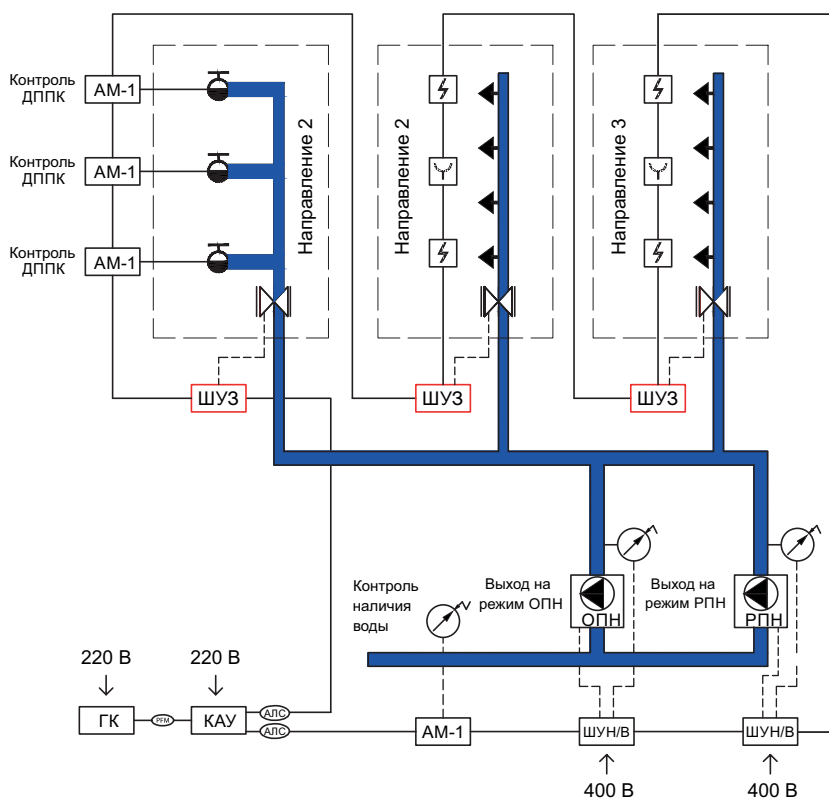 Контроль
ДППК
АМ-1
Контроль
ДППК
АМ-1
Контроль
ДППК
АМ-1
Направление 2
Направление 2
Направление 3
ШУЗ
ШУЗ
ШУЗ
Контроль
наличия
воды
Выход на
режим ОПН
ОПН
Выход на
режим РПН
РПН
220 В
220 В
ГК
PFM
КАУ
АЛС
АЛС
АМ-1
ШУН/В
ШУН/В
400 В
400 В